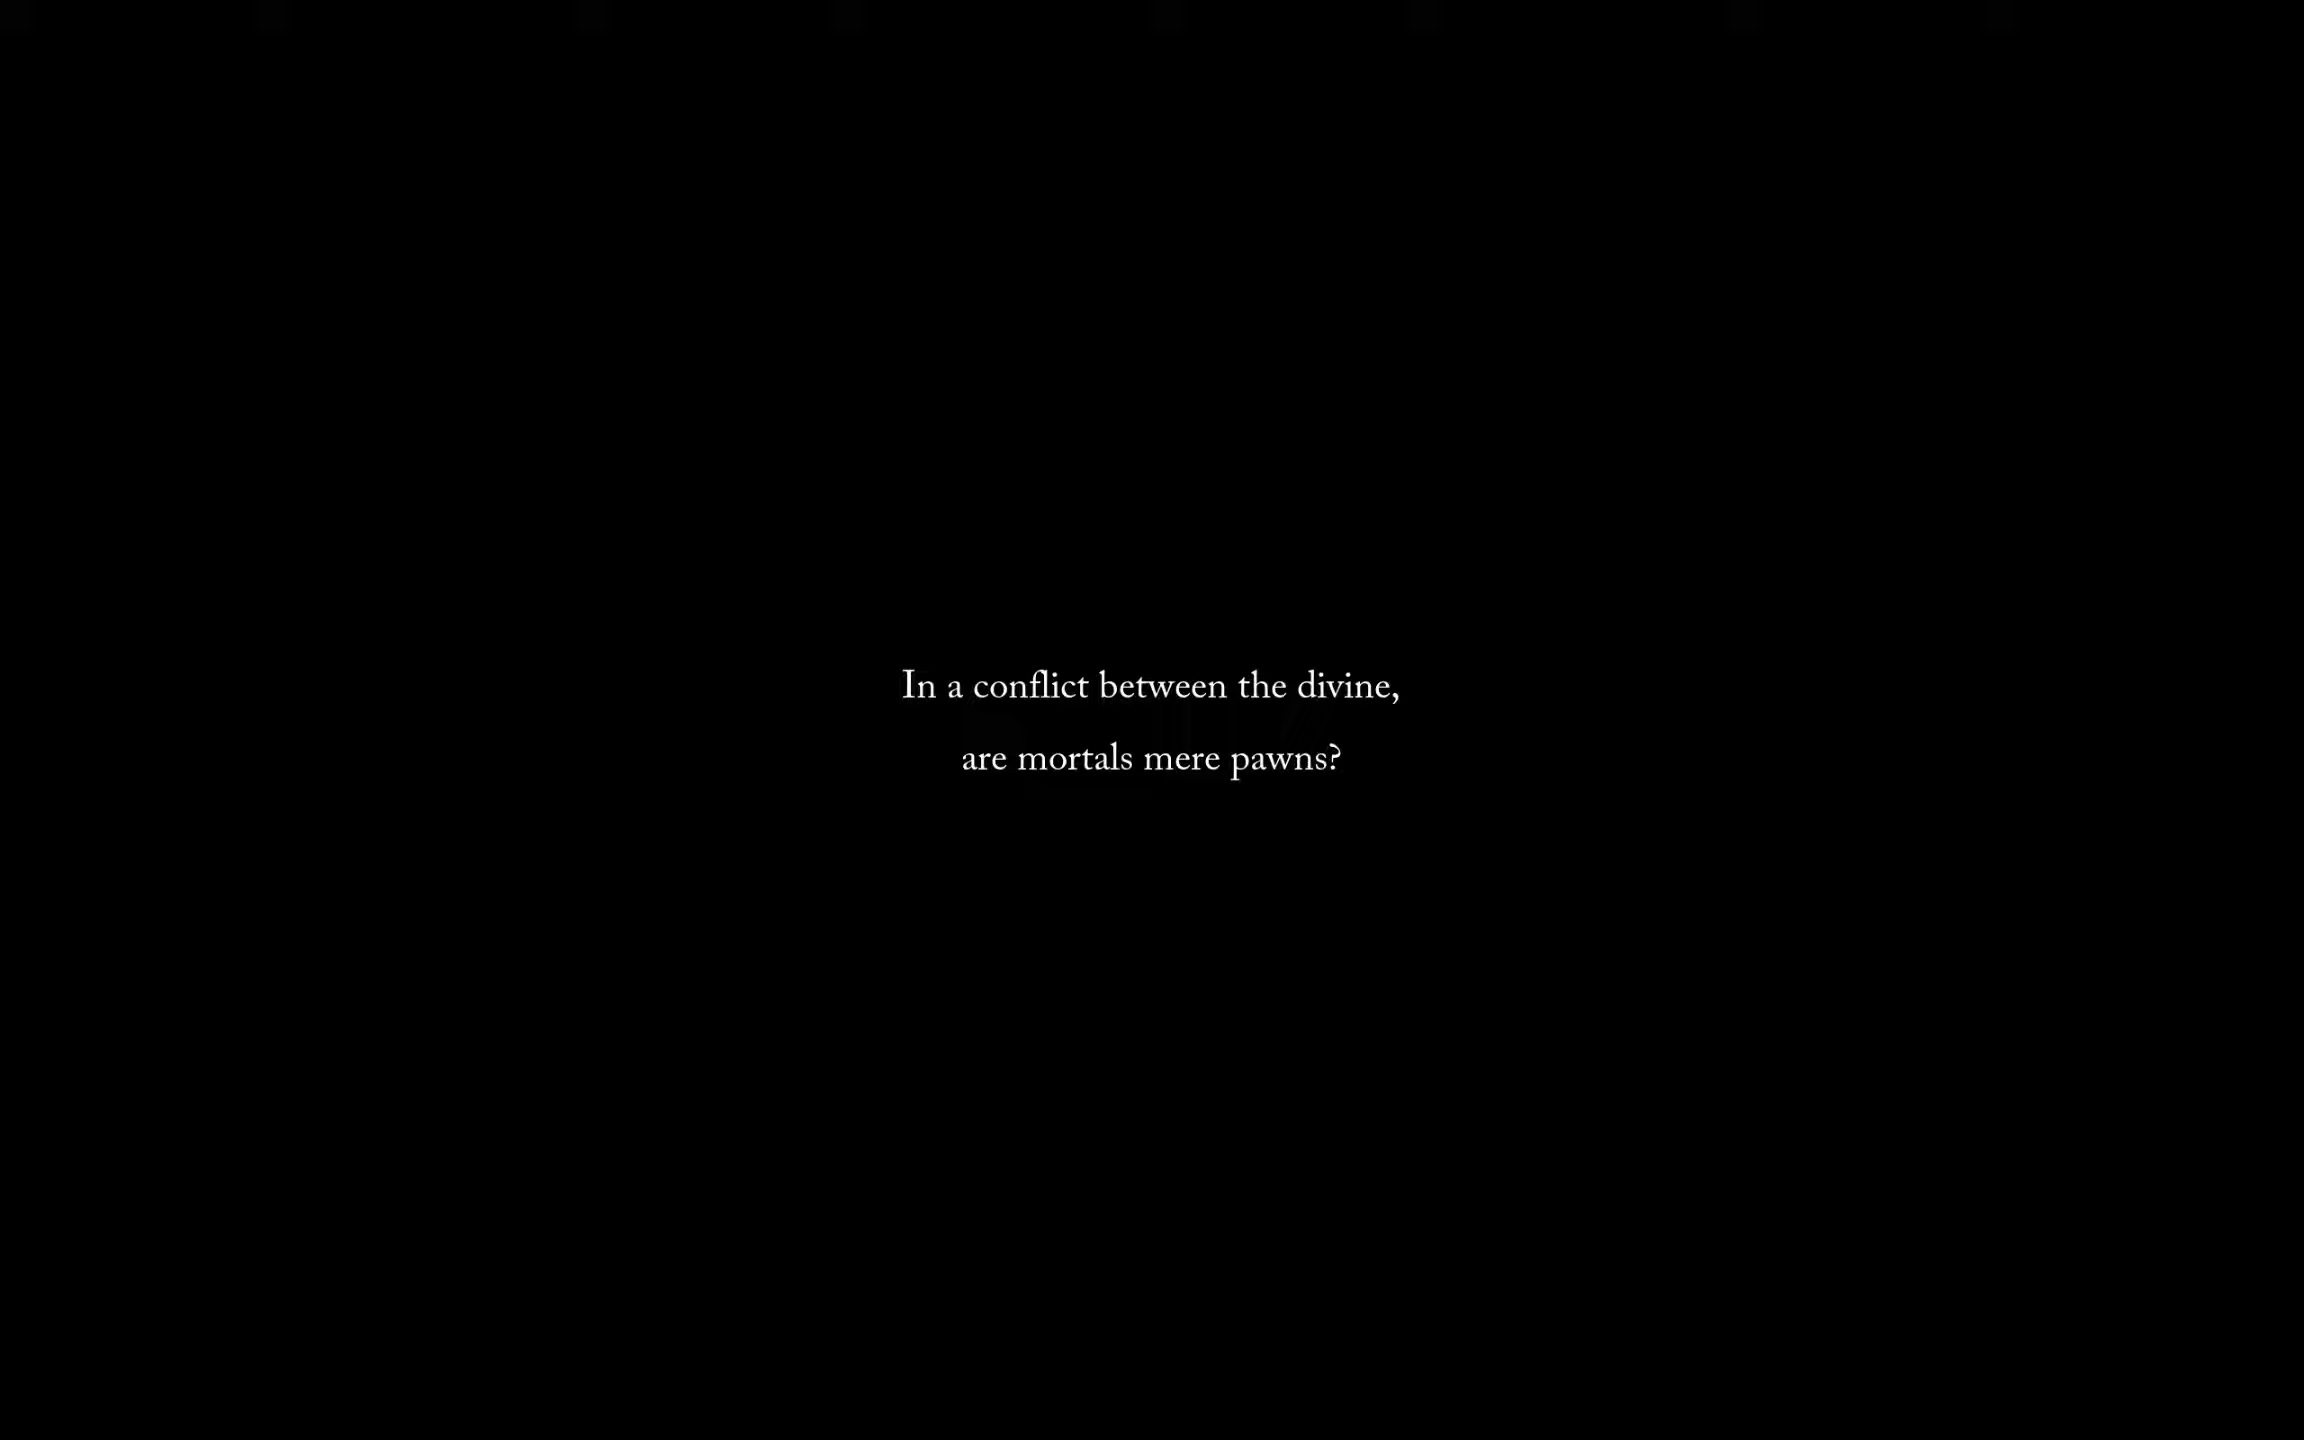 In a conflict between the divine,
are mortals mere pawns?